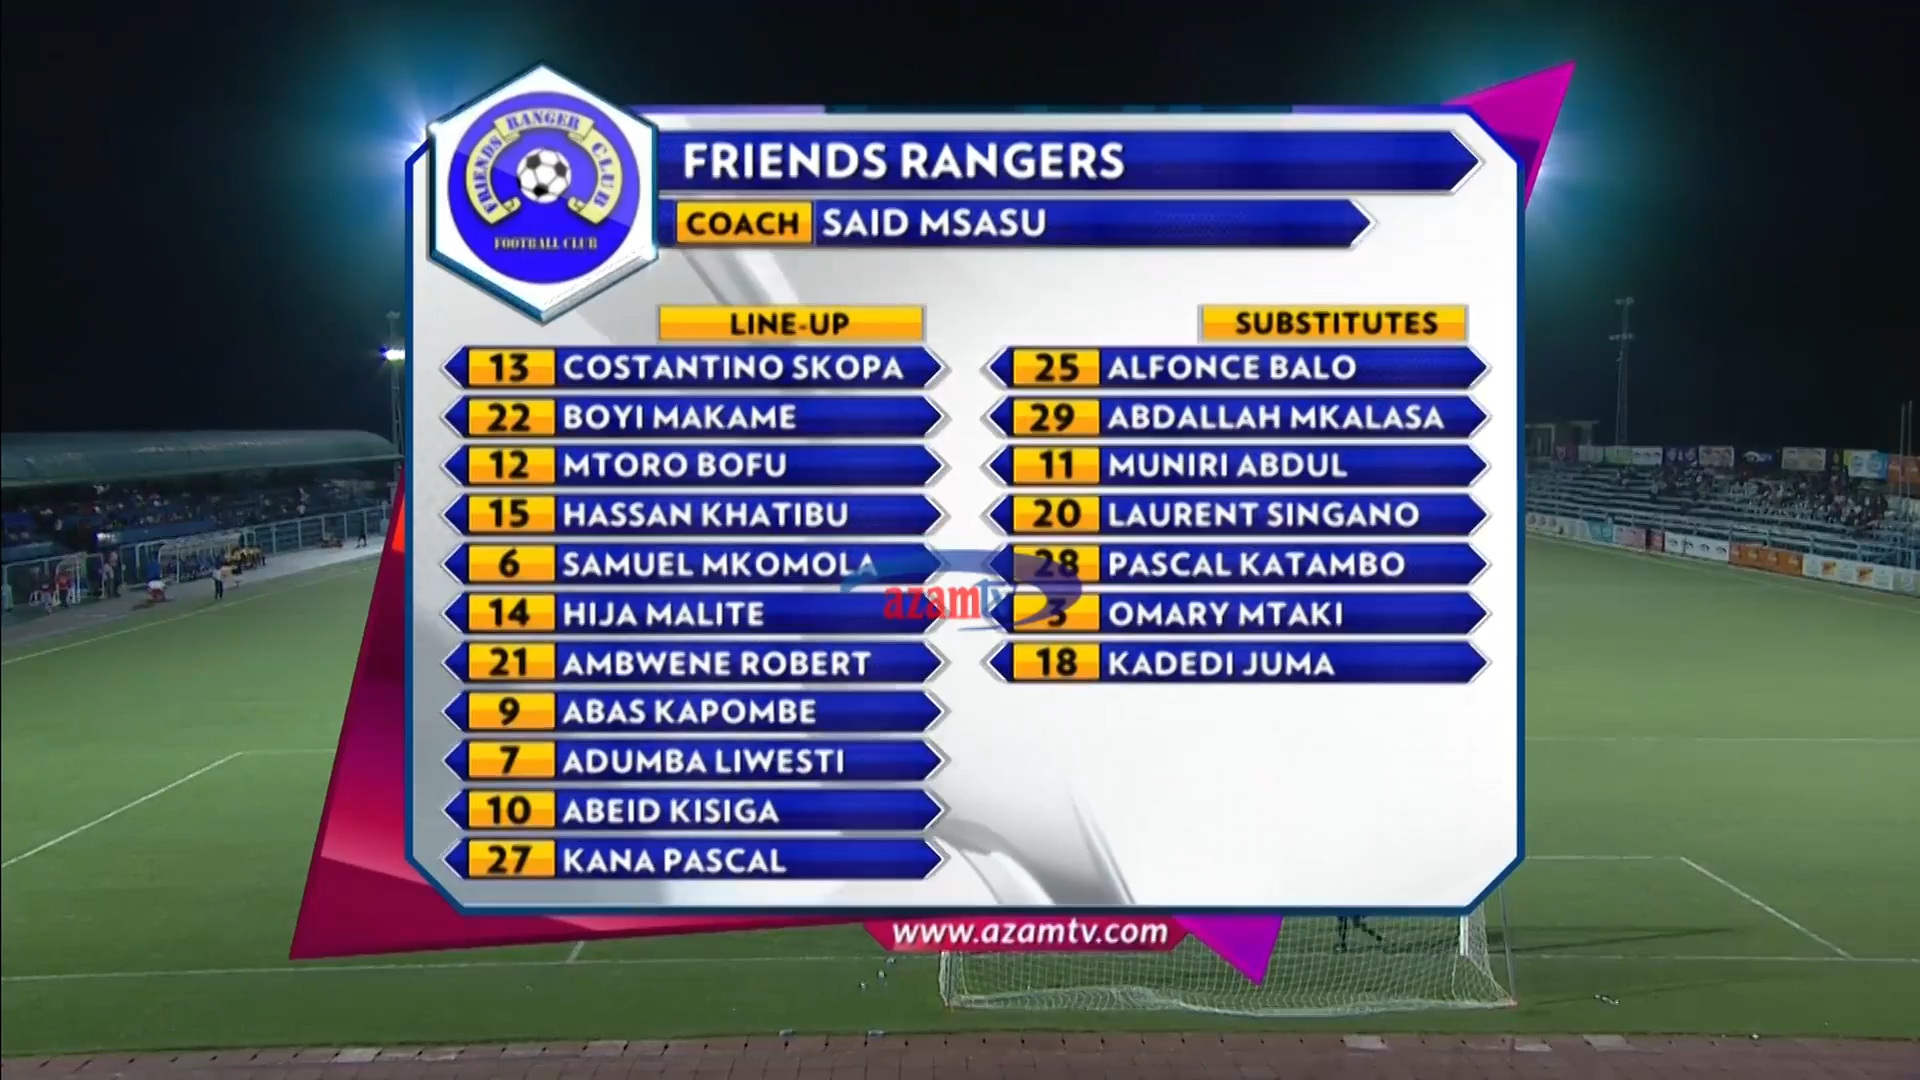 FRIENDS RANGER CLUB
FOOTBALL CLUB
FRIENDS RANGERS
COACH SAID MSASU
LINE-UP
13 COSTANTINO SKOPA
22 BOYI MAKAME
12 MTORO BOFU
15 HASSAN KHATIBU
6 SAMUEL MKOMOLA
14 HIJA MALITE
21 AMBWENE ROBERT
9 ABAS KAPOMBE
7 ADUMBA LIWESTI
10 ABEID KISIGA
27 KANA PASCAL
SUBSTITUTES
25 ALFONCE BALO
29 ABDALLAH MKALASA
11 MUNIRI ABDUL
20 LAURENT SINGANO
28 PASCAL KATAMBO
3 OMARY MTAKI
18 KADEDI JUMA
azamtv
www.azamtv.com